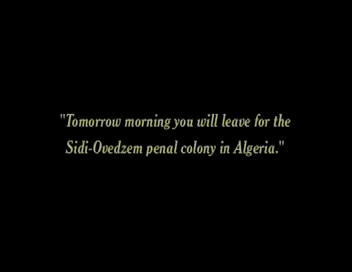 "Tomorrow morning you will leave for the
Sidi-Ovedzem penal colony in Algeria."